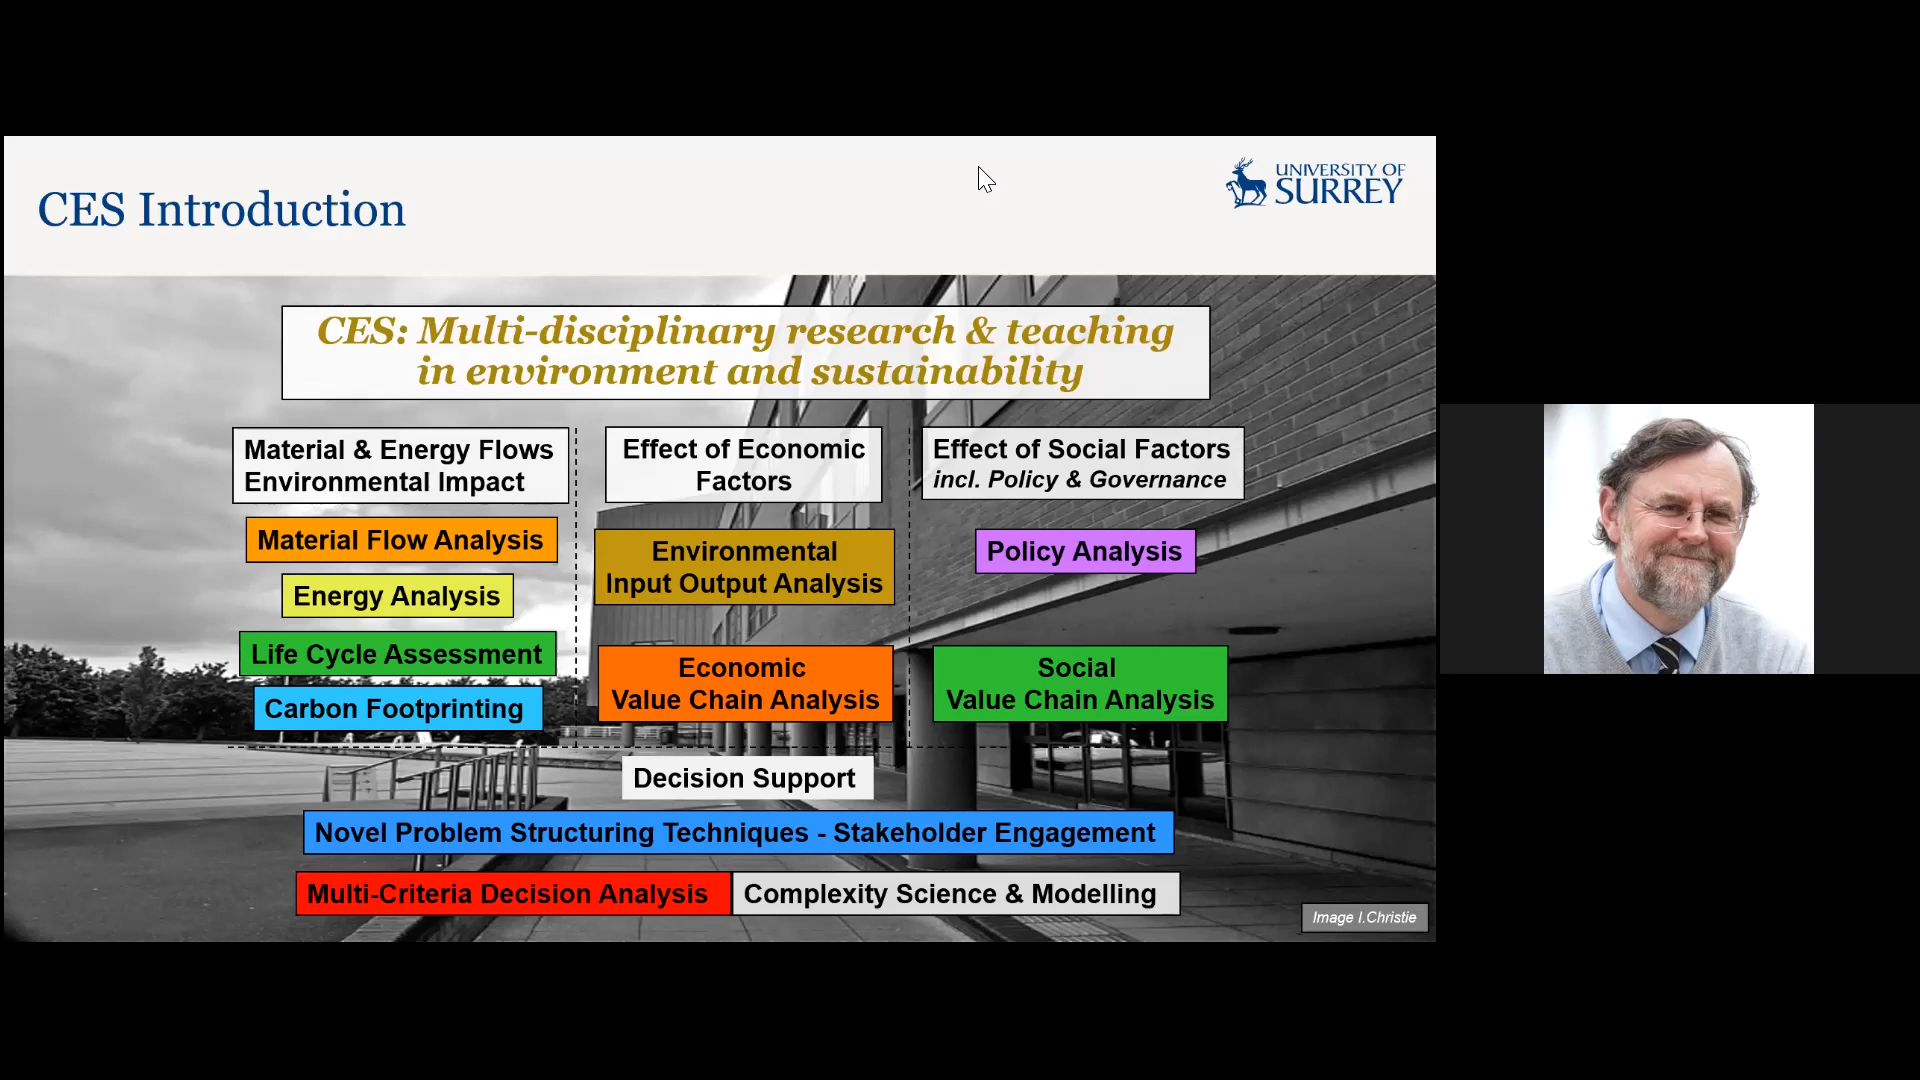 CES Introduction
UNIVERSITY OF
SURREY
CES: Multi-disciplinary research & teaching
in environment and sustainability
Material & Energy Flows
Environmental Impact
Effect of Economic
Factors
Effect of Social Factors
incl. Policy & Governance
Material Flow Analysis
Energy Analysis
Life Cycle Assessment
Carbon Footprinting
Environmental
Input Output Analysis
Economic
Value Chain Analysis
Policy Analysis
Social
Value Chain Analysis
Decision Support
Novel Problem Structuring Techniques - Stakeholder Engagement
Multi-Criteria Decision Analysis
Complexity Science & Modelling
Image I.Christie